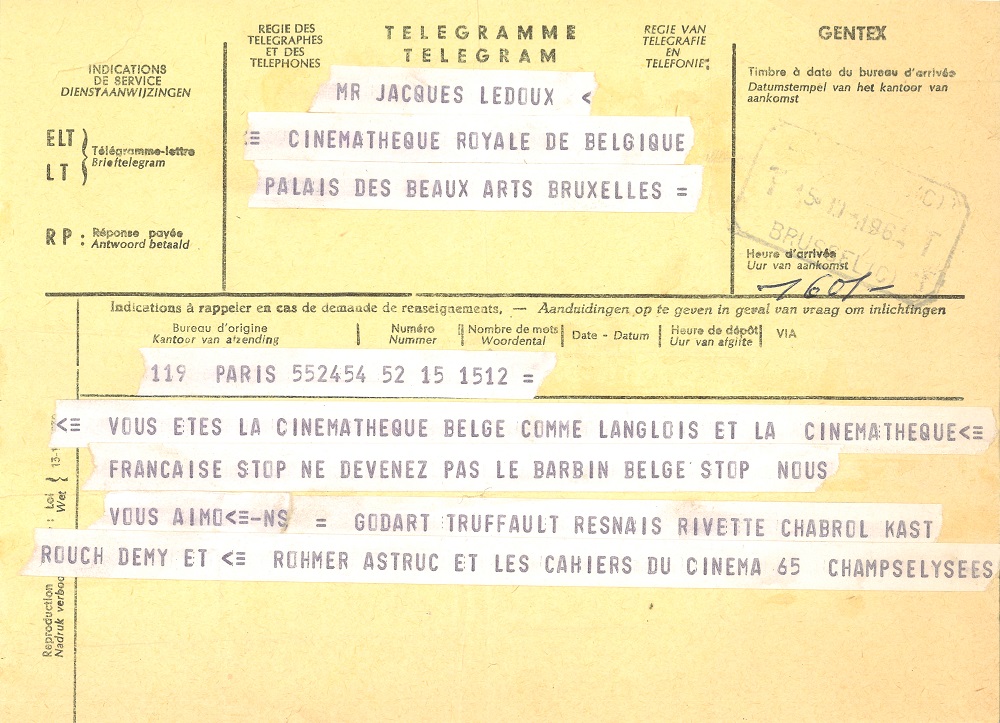 REGIE DES
TELEGRAPHES
ET DES
TELEPHONES
TELEGRAMME
TELEGRAM
REGIE VAN
TELEGRAFIE
EN
TELEFONIE
GENTEX
INDICATIONS
DE SERVICE
DIENSTAANWIJZINGEN
Timbre à date du bureau d'arrivée
Datumstempel van het kantoor van
aankomst
MR JACQUES LEDOUX <
<≡ CINEMATHEQUE ROYALE DE BELGIQUE
PALAIS DES BEAUX ARTS BRUXELLES =
ELT
LT
Télégramme-lettre
Brieftelegram
RP : Réponse payée
Antwoord betaald
Heure d'arrivée
Uur van aankomst
1601
Indications à rappeler en cas de demande de renseignements, — Aanduidingen op te geven in geval van vraag om inlichtingen
Bureau d'origine
Kantoor van afzending
Numéro
Nummer
Nombre de mots
Woordental
Date - Datum
Heure de dépôt
Uur van afgifte
VIA
119 PARIS 552454 52 15 1512 =
<≡ VOUS ETES LA CINEMATHEQUE BELGE COMME LANGLOIS ET LA CINEMATHEQUE<≡
FRANCAISE STOP NE DEVENEZ PAS LE BARBIN BELGE STOP NOUS
VOUS AIMO<≡-NS = GODART TRUFFAULT RESNAIS RIVETTE CHABROL KAST
ROUCH DEMY ET <≡ ROHMER ASTRUC ET LES CAHIERS DU CINEMA 65 CHAMPSELYSEES
Reproduction
Nadruk
: Loi
Wet